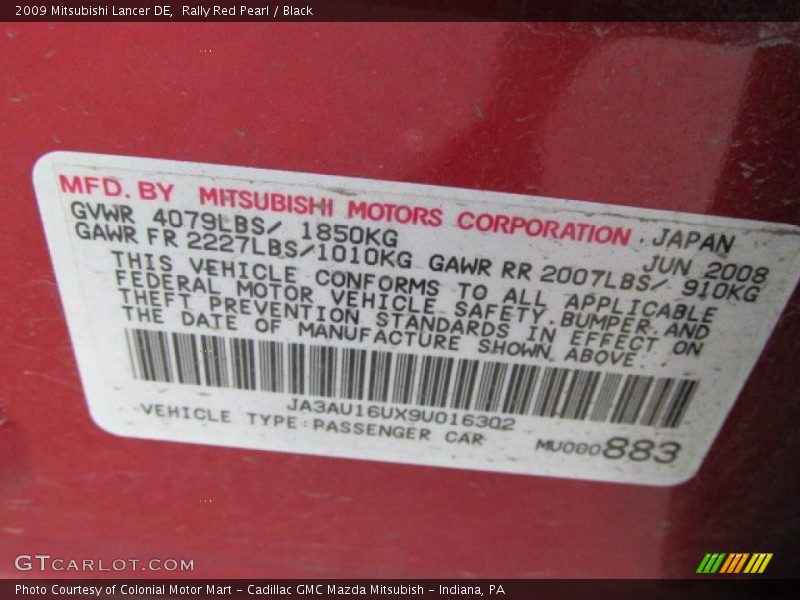 2009 Mitsubishi Lancer DE,  Rally Red Pearl / Black
MFD. BY MITSUBISHI MOTORS CORPORATION . JAPAN
GVWR 4079LBS/ 1850KG JUN 2008
GAWR FR 2227LBS/1010KG GAWR RR 2007LBS/ 910KG
THIS VEHICLE CONFORMS TO ALL APPLICABLE
FEDERAL MOTOR VEHICLE SAFETY,BUMPER,AND
THEFT PREVENTION STANDARDS IN EFFECT ON
THE DATE OF MANUFACTURE SHOWN ABOVE.
JA3AU16UX9U016302
VEHICLE TYPE:PASSENGER CAR MU000883
GTCARLOT.COM
Photo Courtesy of Colonial Motor Mart - Cadillac GMC Mazda Mitsubish - Indiana, PA